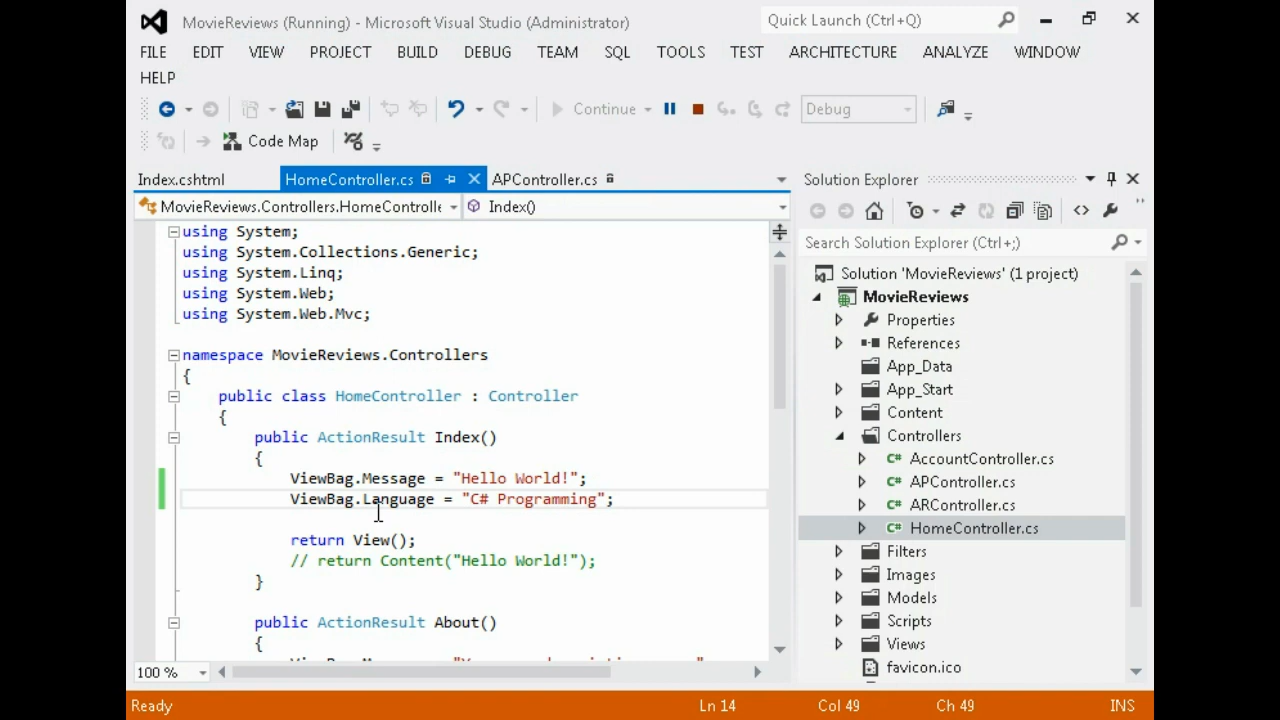 MovieReviews (Running) - Microsoft Visual Studio (Administrator)
Quick Launch (Ctrl+Q)
FILE EDIT VIEW PROJECT BUILD DEBUG TEAM SQL TOOLS TEST ARCHITECTURE ANALYZE WINDOW
HELP
Continue Debug
Code Map
Index.cshtml HomeController.cs APController.cs
MovieReviews.Controllers.HomeControlle Index()
using System;
using System.Collections.Generic;
using System.Linq;
using System.Web;
using System.Web.Mvc;
namespace MovieReviews.Controllers
{
public class HomeController : Controller
{
public ActionResult Index()
{
ViewBag.Message = "Hello World!";
ViewBag.Language = "C# Programming";
return View();
// return Content("Hello World!");
}
public ActionResult About()
{
100 %
Solution Explorer
Search Solution Explorer (Ctrl+;)
Solution 'MovieReviews' (1 project)
MovieReviews
Properties
References
App_Data
App_Start
Content
Controllers
C# AccountController.cs
C# APController.cs
C# ARController.cs
C# HomeController.cs
Filters
Images
Models
Scripts
Views
favicon.ico
Ready Ln 14 Col 49 Ch 49 INS